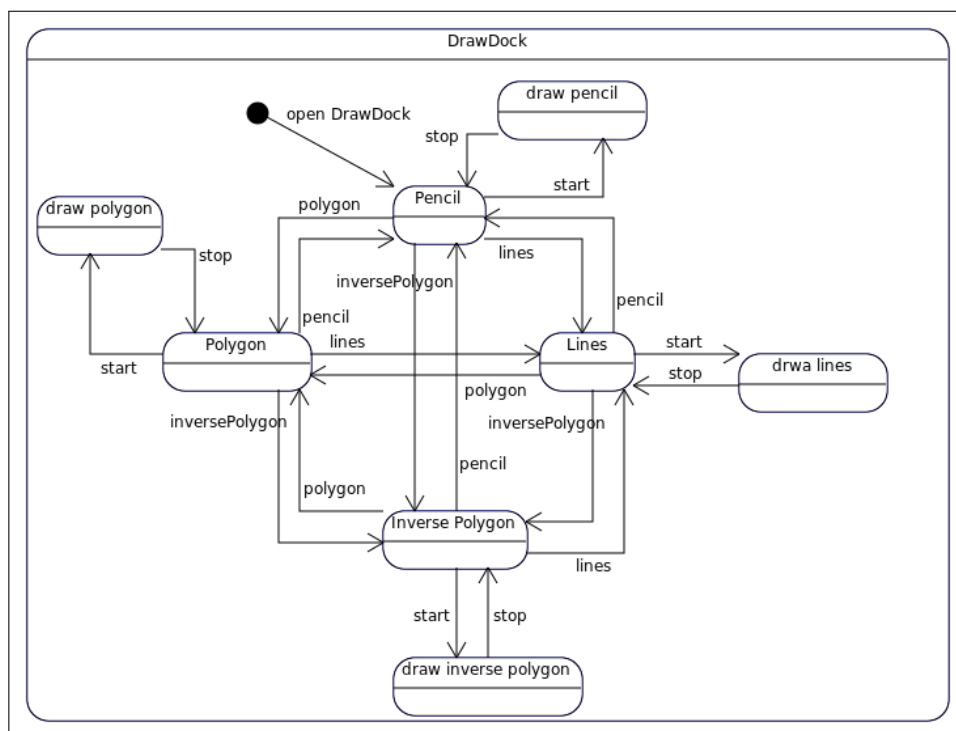 DrawDock
draw pencil
open DrawDock
stop
start
Pencil
draw polygon
polygon
stop
lines
inversePolygon
pencil
pencil
Polygon
lines
Lines
start
start
drwa lines
stop
polygon
inversePolygon
inversePolygon
pencil
polygon
Inverse Polygon
lines
start
stop
draw inverse polygon